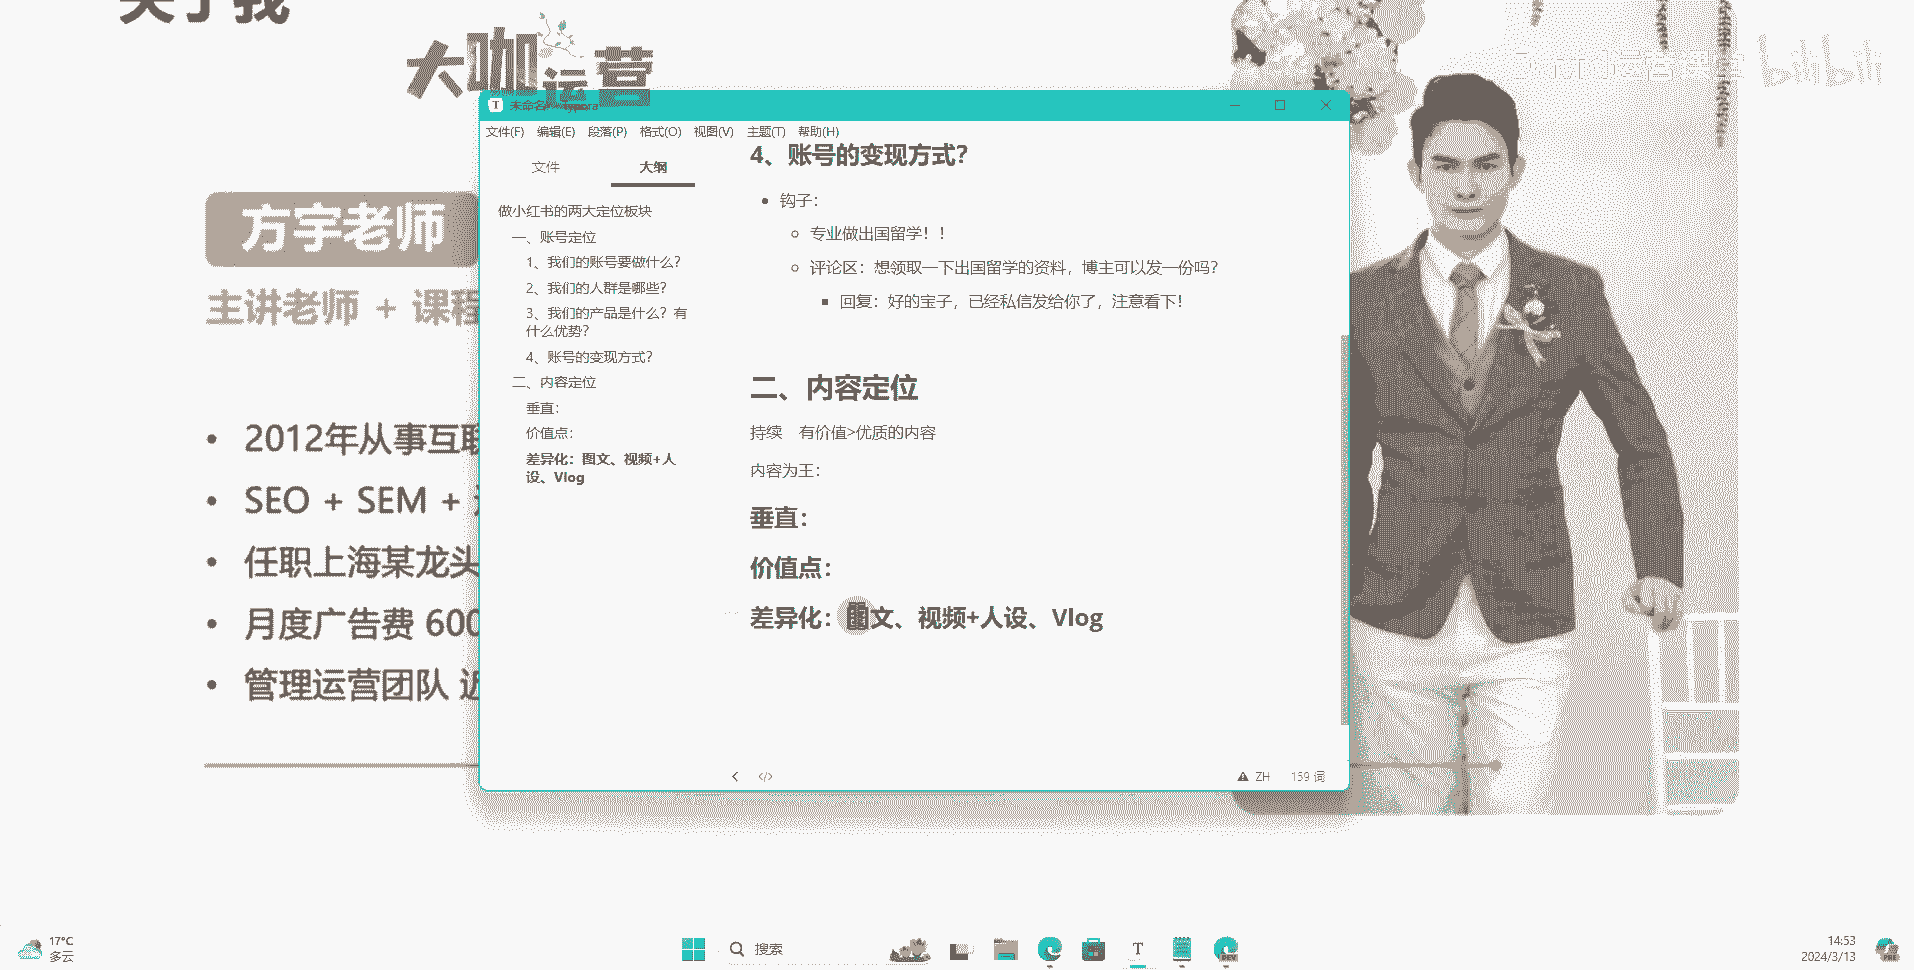 关于我
大咖运营
bilibili
未命名 - Typora
文件(F) 编辑(E) 段落(P) 格式(O) 视图(V) 主题(T) 帮助(H)
文件 大纲
做小红书的两大定位板块
一、账号定位
1、我们的账号要做什么？
2、我们的人群是哪些？
3、我们的产品是什么？有
什么优势？
4、账号的变现方式？
二、内容定位
垂直：
价值点：
差异化：图文、视频+人
设、Vlog
4、账号的变现方式？
钩子：
专业做出国留学！！
评论区：想领取一下出国留学的资料，博主可以发一份吗？
回复：好的宝子，已经私信发给你了，注意看下！
二、内容定位
持续 有价值>优质的内容
内容为王：
垂直：
价值点：
差异化：图文、视频+人设、Vlog
ZH 159 词
方宇老师
主讲老师 + 课程
2012年从事互联
SEO + SEM +
任职上海某龙头
月度广告费 600
管理运营团队 近
17°C
多云
搜索
14:53
2024/3/13